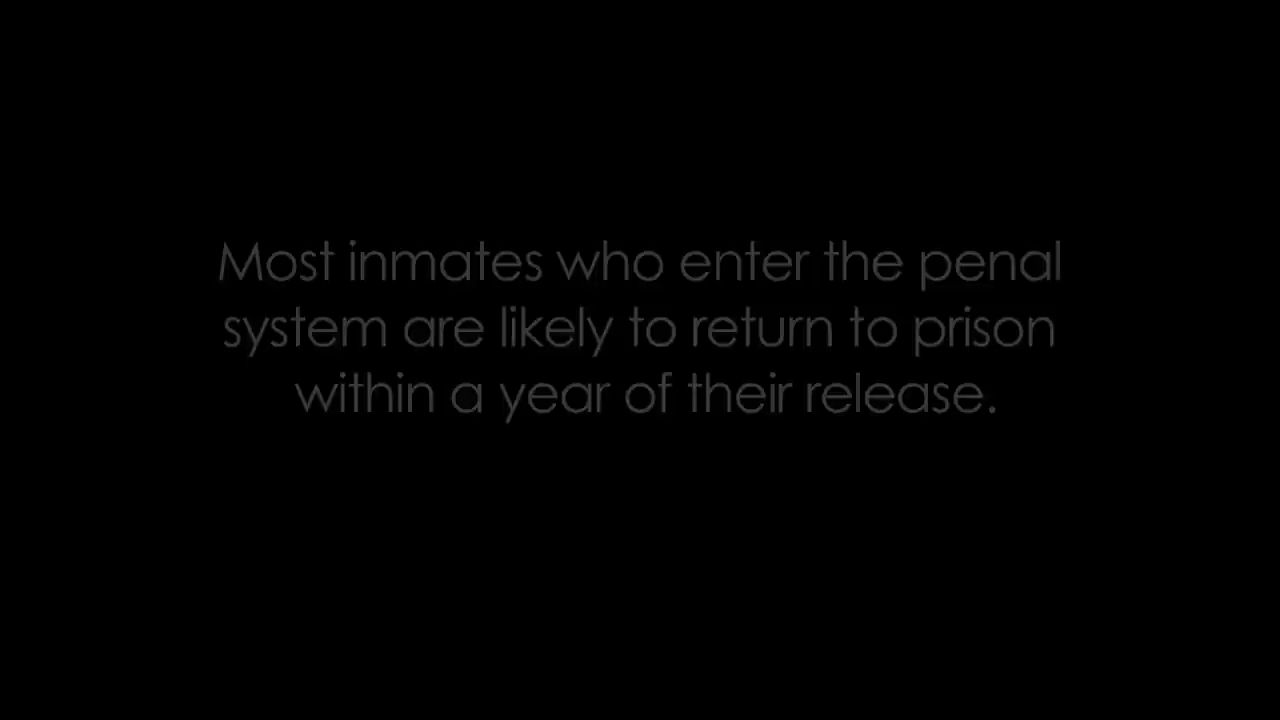 Most inmates who enter the penal
system are likely to return to prison
within a year of their release.